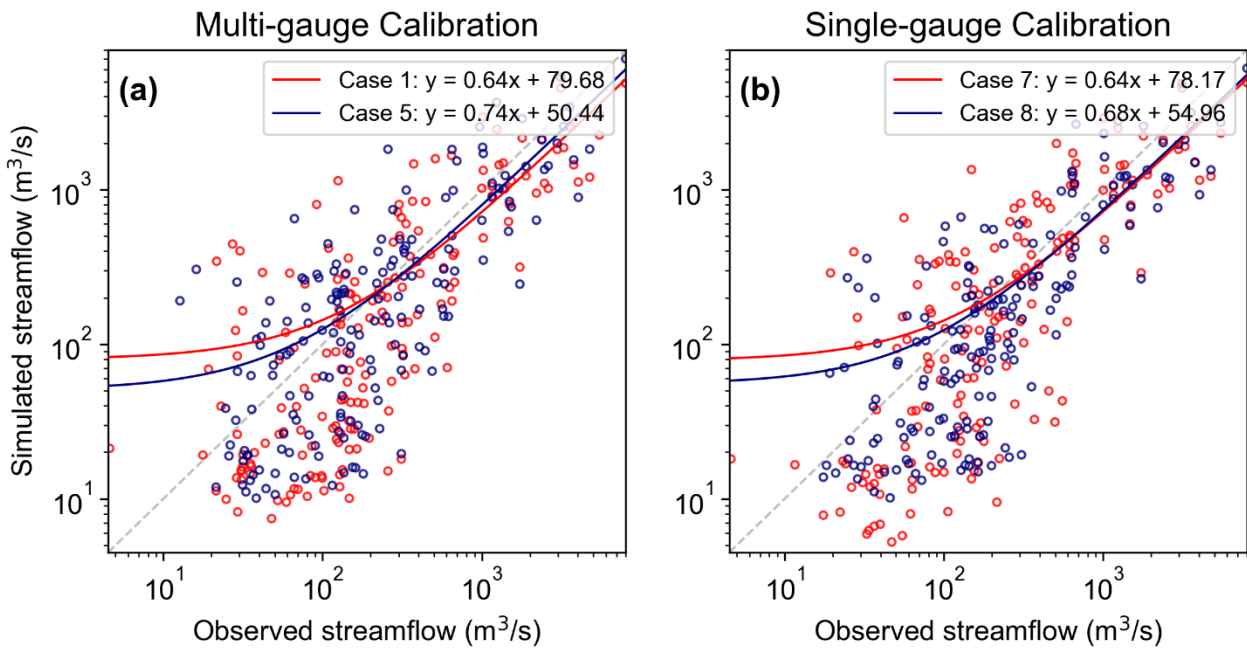 Multi-gauge Calibration
Single-gauge Calibration
(a)
Case 1: y = 0.64x + 79.68
Case 5: y = 0.74x + 50.44
(b)
Case 7: y = 0.64x + 78.17
Case 8: y = 0.68x + 54.96
Simulated streamflow (m³/s)
10³
10²
10¹
10³
10²
10¹
10¹ 10² 10³
10¹ 10² 10³
Observed streamflow (m³/s)
Observed streamflow (m³/s)